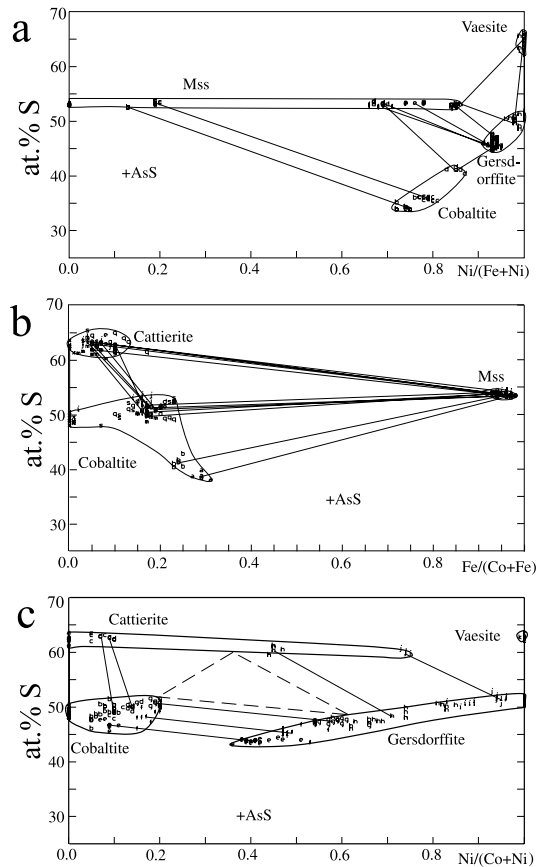 a
Vaesite
70
Mss
60
50
at.% S
Gersd-
orffite
40
+AsS
Cobaltite
30
0.0 0.2 0.4 0.6 0.8 Ni/(Fe+Ni)
b
70
Cattierite
60
Mss
50
at.% S
Cobaltite
40
+AsS
30
0.0 0.2 0.4 0.6 0.8 Fe/(Co+Fe)
c
70
Cattierite
Vaesite
60
50
at.% S
Cobaltite
Gersdorffite
40
+AsS
30
0.0 0.2 0.4 0.6 0.8 Ni/(Co+Ni)